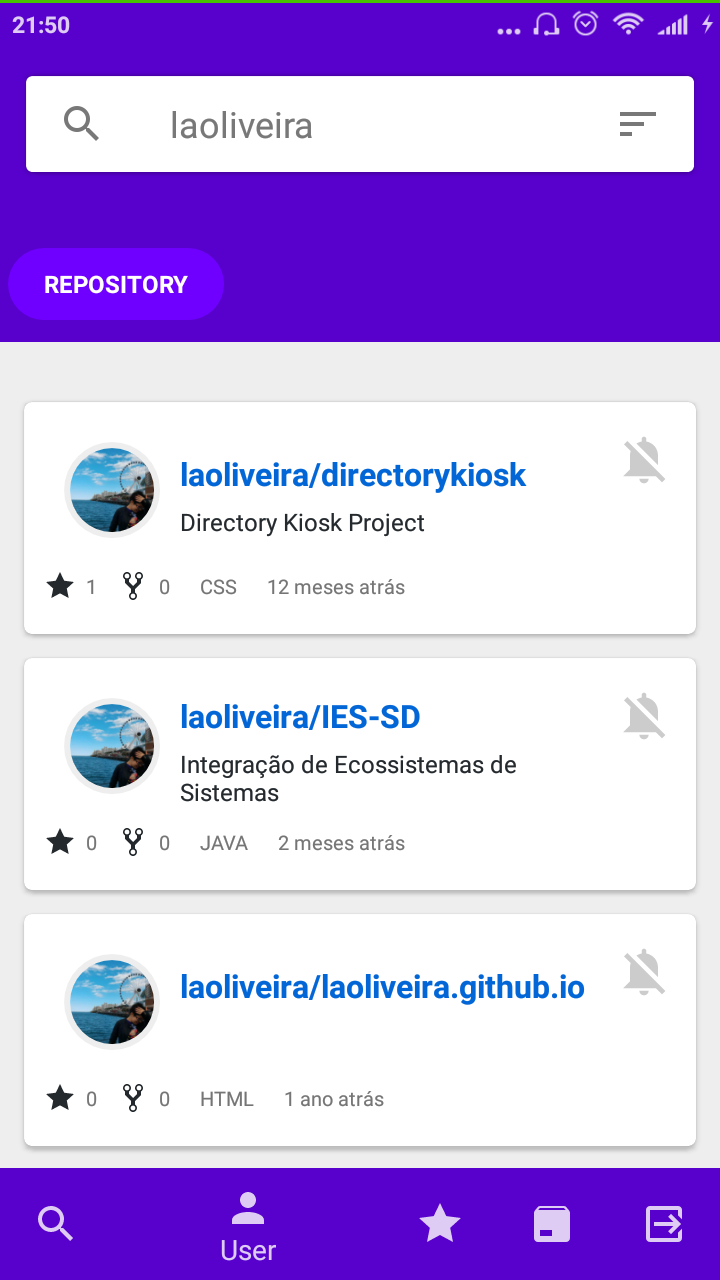 21:50
laoliveira
REPOSITORY
laoliveira/directorykiosk
Directory Kiosk Project
1 0 CSS 12 meses atrás
laoliveira/IES-SD
Integração de Ecossistemas de
Sistemas
0 0 JAVA 2 meses atrás
laoliveira/laoliveira.github.io
0 0 HTML 1 ano atrás
User